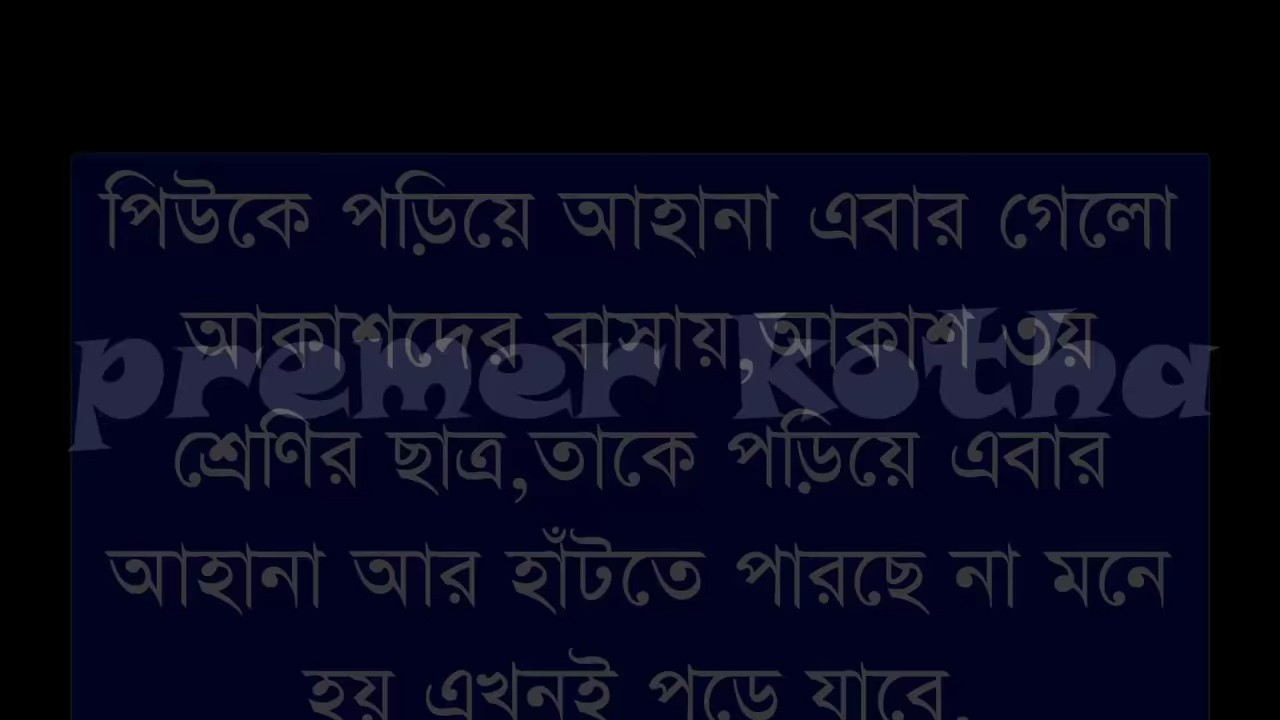 পিউকে পড়িয়ে আহানা এবার গেলো
আকাশদের বাসায়,আকাশ ৩য়
premer kotha
শ্রেণির ছাত্র,তাকে পড়িয়ে এবার
আহানা আর হাঁটতে পারছে না মনে
হয় এখনই পড়ে যাবে,